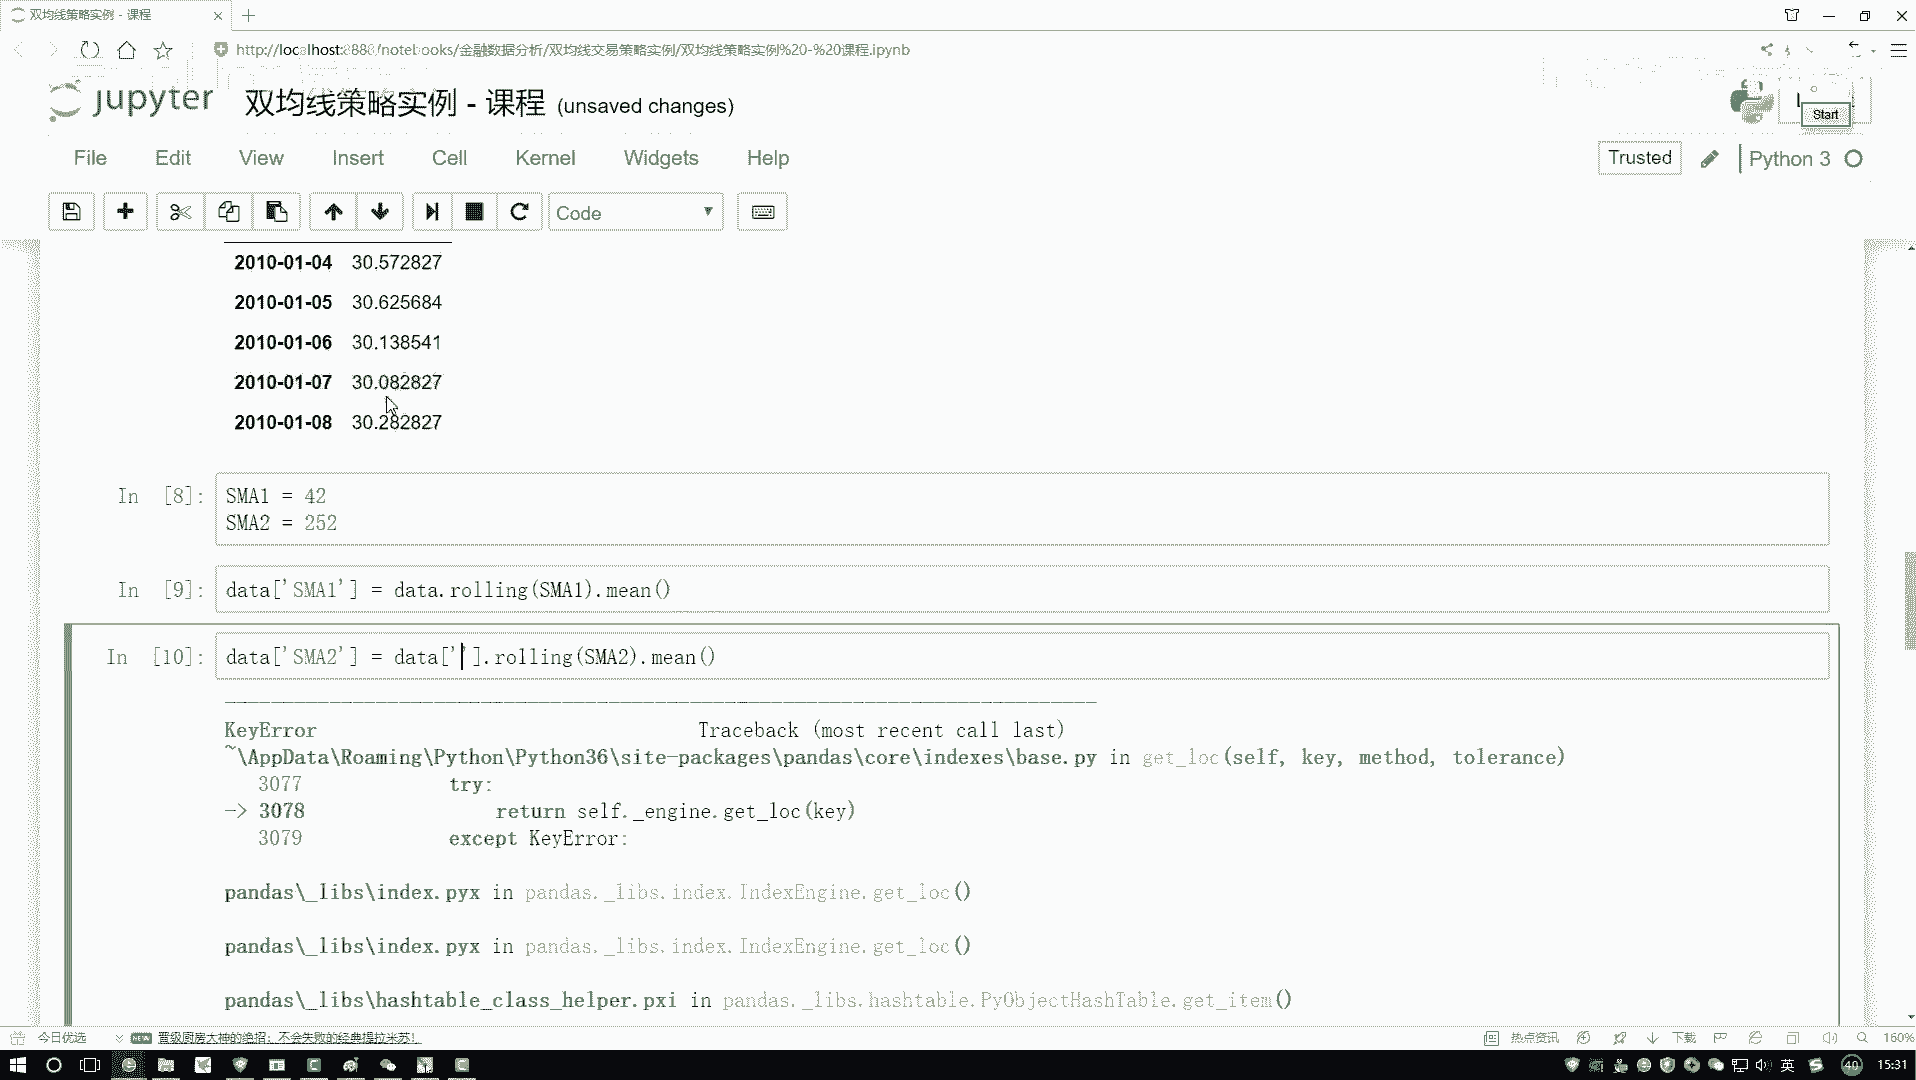 双均线策略实例 - 课程
http://localhost:8888/notebooks/金融数据分析/双均线交易策略实例/双均线策略实例%20-%20课程.ipynb
jupyter 双均线策略实例 - 课程 (unsaved changes)
Start
File Edit View Insert Cell Kernel Widgets Help
Trusted Python 3
Code
2010-01-04 30.572827
2010-01-05 30.625684
2010-01-06 30.138541
2010-01-07 30.082827
2010-01-08 30.282827
In [8]: SMA1 = 42
SMA2 = 252
In [9]: data['SMA1'] = data.rolling(SMA1).mean()
In [10]: data['SMA2'] = data[''].rolling(SMA2).mean()
KeyError Traceback (most recent call last)
~\AppData\Roaming\Python\Python36\site-packages\pandas\core\indexes\base.py in get_loc(self, key, method, tolerance)
3077 try:
-> 3078 return self._engine.get_loc(key)
3079 except KeyError:
pandas\_libs\index.pyx in pandas._libs.index.IndexEngine.get_loc()
pandas\_libs\index.pyx in pandas._libs.index.IndexEngine.get_loc()
pandas\_libs\hashtable_class_helper.pxi in pandas._libs.hashtable.PyObjectHashTable.get_item()
今日优选 NEW 晋级厨房大神的绝招：不会失败的经典提拉米苏！ 热点资讯 下载 160%
英 40 15:31